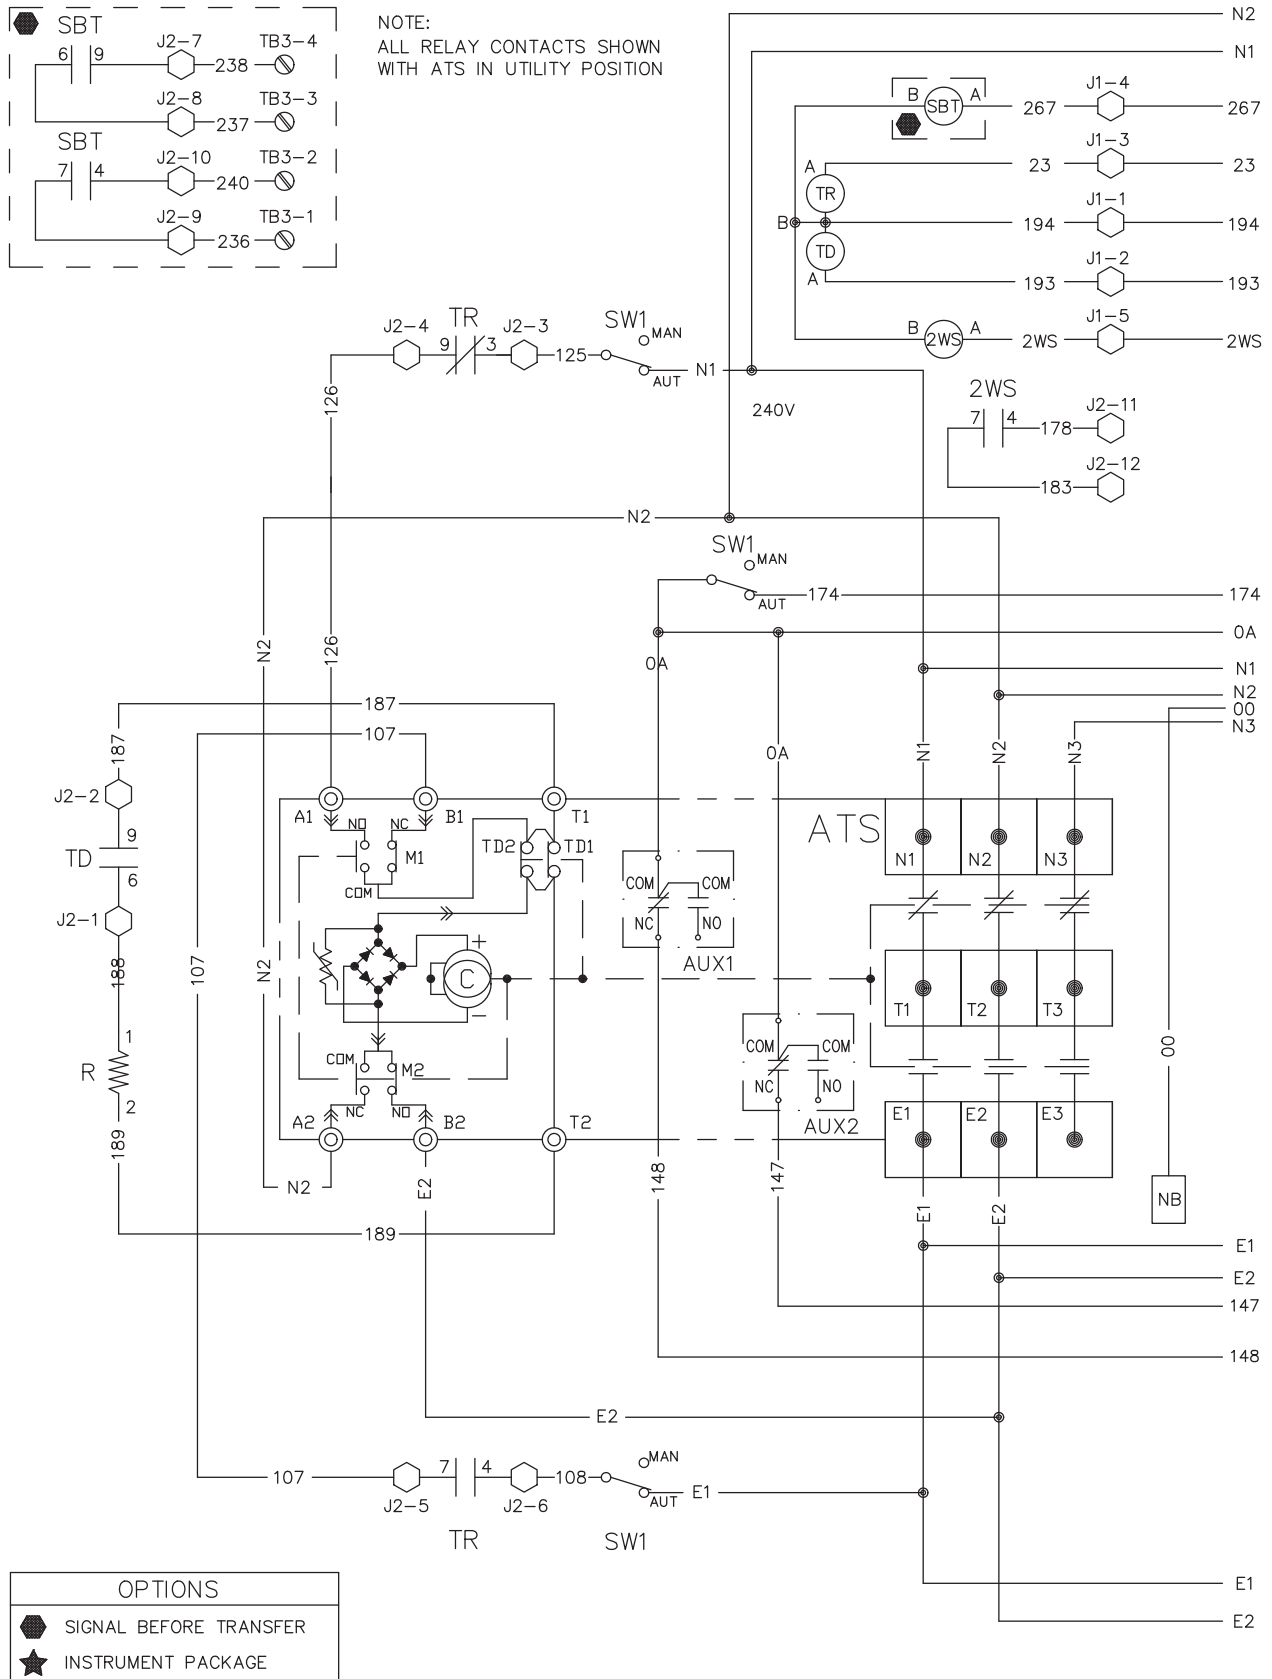 SBT
NOTE:
ALL RELAY CONTACTS SHOWN
WITH ATS IN UTILITY POSITION
N2
N1
6 9 J2-7 238 TB3-4
J2-8 237 TB3-3
SBT
7 4 J2-10 240 TB3-2
J2-9 236 TB3-1
B SBT A 267 J1-4 267
A 23 J1-3 23
TR
B 194 J1-1 194
TD
A 193 J1-2 193
B 2WS A 2WS J1-5 2WS
J2-4 TR J2-3 SW1 MAN
9 3 125
AUT N1
126
240V
2WS
7 4 178 J2-11
183 J2-12
N2
SW1 MAN
AUT 174 174
0A
0A
N2 126
N1
N2
00
N3
187
107
187
0A
N1 N2 N3
J2-2
9
TD
6
J2-1
188
1
R
2
189
107
N2
A1 B1 T1
NO NC
M1
COM
TD2 TD1
C
+
-
COM
M2
NC NO
A2 B2 T2
N2
E2
189
ATS
N1 N2 N3
COM COM
NC NO
AUX1
T1 T2 T3
COM COM
NC NO
AUX2
E1 E2 E3
00
NB
148
147
E1 E2
E1
E2
147
148
E2
107 7 4 108 MAN
J2-5 J2-6 AUT E1
TR SW1
E1
E2
OPTIONS
SIGNAL BEFORE TRANSFER
INSTRUMENT PACKAGE